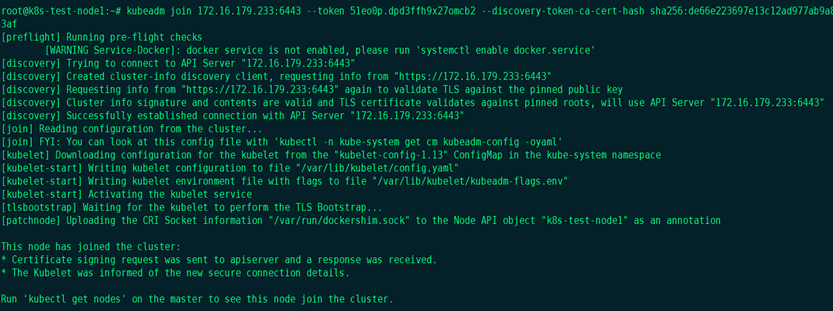 root@k8s-test-node1:~# kubeadm join 172.16.179.233:6443 --token 51eo0p.dpd3ffh9x27omcb2 --discovery-token-ca-cert-hash sha256:de66e223697e13c12ad977ab9a8
3af
[preflight] Running pre-flight checks
        [WARNING Service-Docker]: docker service is not enabled, please run 'systemctl enable docker.service'
[discovery] Trying to connect to API Server "172.16.179.233:6443"
[discovery] Created cluster-info discovery client, requesting info from "https://172.16.179.233:6443"
[discovery] Requesting info from "https://172.16.179.233:6443" again to validate TLS against the pinned public key
[discovery] Cluster info signature and contents are valid and TLS certificate validates against pinned roots, will use API Server "172.16.179.233:6443"
[discovery] Successfully established connection with API Server "172.16.179.233:6443"
[join] Reading configuration from the cluster...
[join] FYI: You can look at this config file with 'kubectl -n kube-system get cm kubeadm-config -oyaml'
[kubelet] Downloading configuration for the kubelet from the "kubelet-config-1.13" ConfigMap in the kube-system namespace
[kubelet-start] Writing kubelet configuration to file "/var/lib/kubelet/config.yaml"
[kubelet-start] Writing kubelet environment file with flags to file "/var/lib/kubelet/kubeadm-flags.env"
[kubelet-start] Activating the kubelet service
[tlsbootstrap] Waiting for the kubelet to perform the TLS Bootstrap...
[patchnode] Uploading the CRI Socket information "/var/run/dockershim.sock" to the Node API object "k8s-test-node1" as an annotation

This node has joined the cluster:
* Certificate signing request was sent to apiserver and a response was received.
* The Kubelet was informed of the new secure connection details.

Run 'kubectl get nodes' on the master to see this node join the cluster.